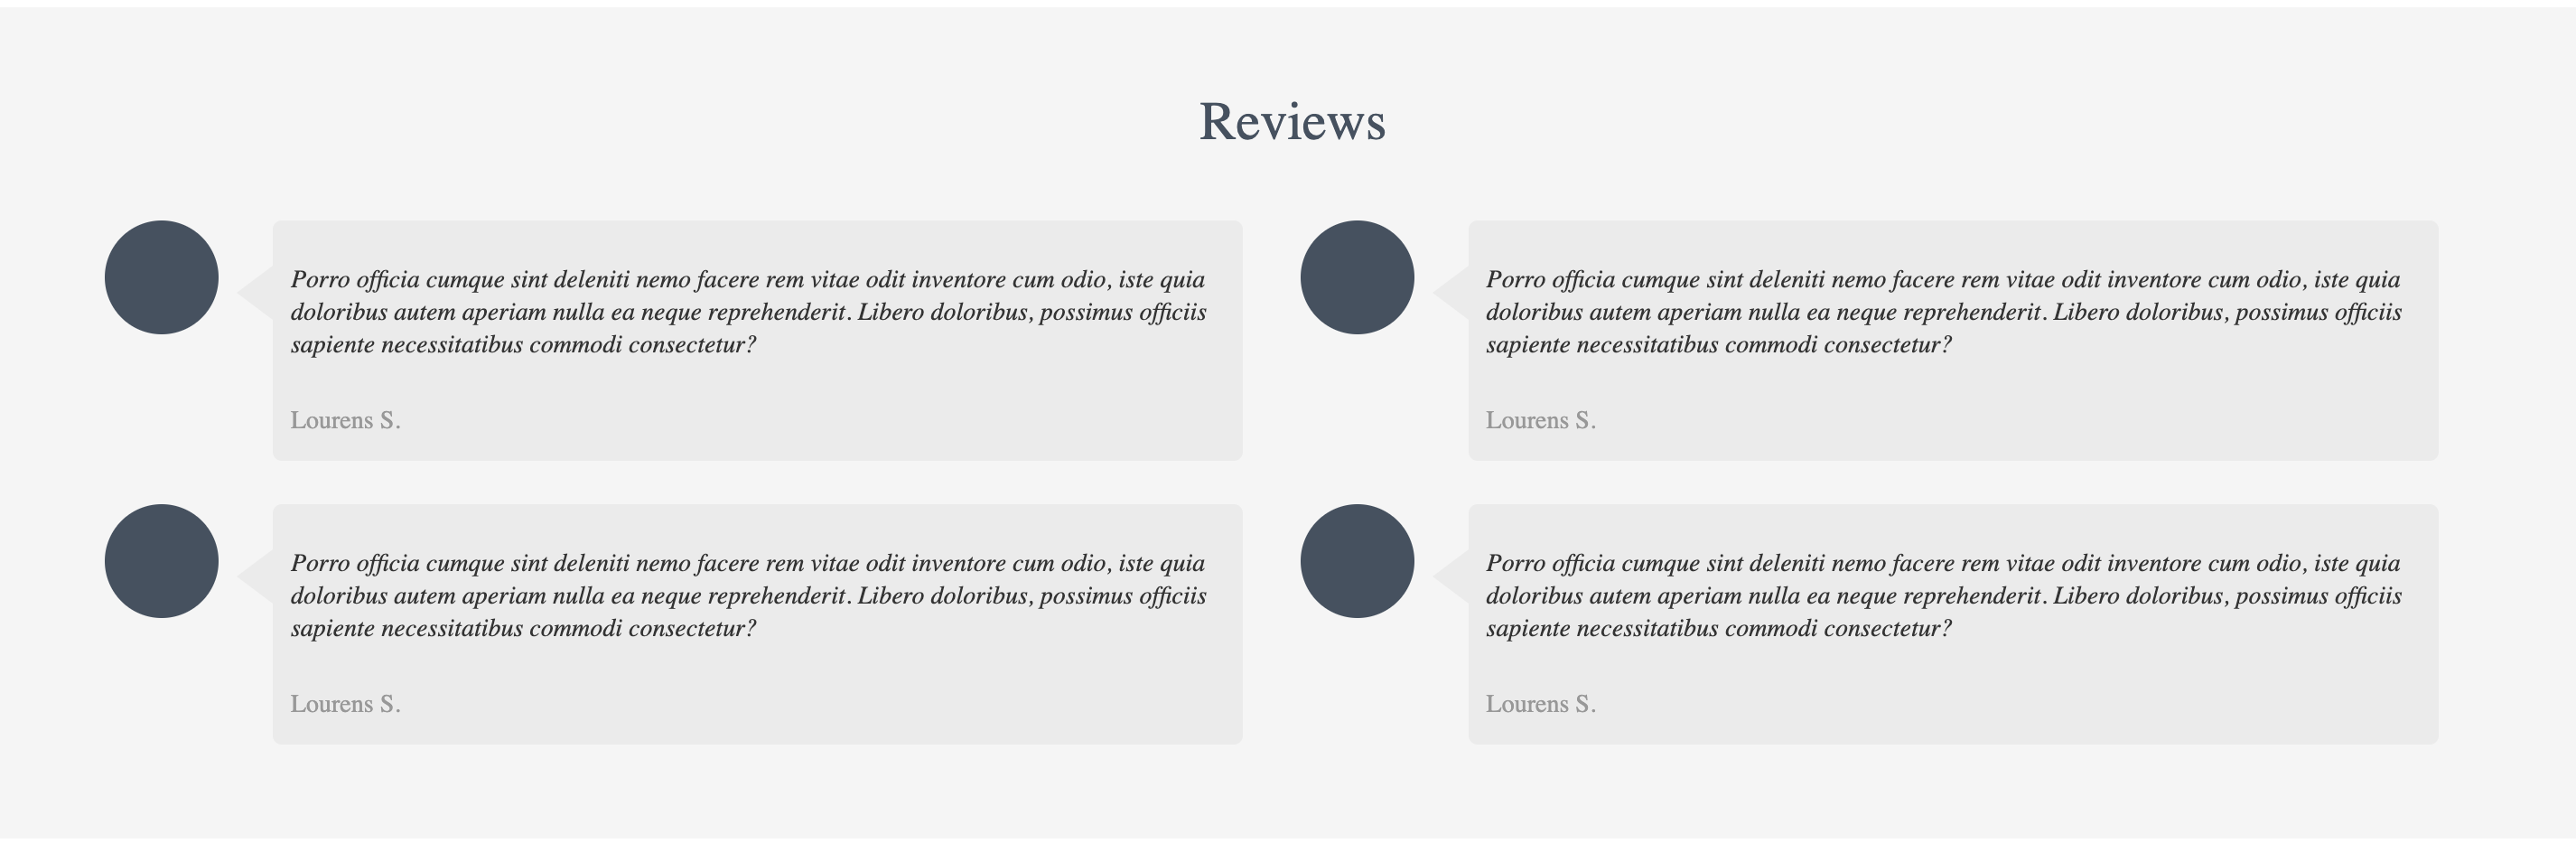 Reviews
Porro officia cumque sint deleniti nemo facere rem vitae odit inventore cum odio, iste quia
doloribus autem aperiam nulla ea neque reprehenderit. Libero doloribus, possimus officiis
sapiente necessitatibus commodi consectetur?
Lourens S.
Porro officia cumque sint deleniti nemo facere rem vitae odit inventore cum odio, iste quia
doloribus autem aperiam nulla ea neque reprehenderit. Libero doloribus, possimus officiis
sapiente necessitatibus commodi consectetur?
Lourens S.
Porro officia cumque sint deleniti nemo facere rem vitae odit inventore cum odio, iste quia
doloribus autem aperiam nulla ea neque reprehenderit. Libero doloribus, possimus officiis
sapiente necessitatibus commodi consectetur?
Lourens S.
Porro officia cumque sint deleniti nemo facere rem vitae odit inventore cum odio, iste quia
doloribus autem aperiam nulla ea neque reprehenderit. Libero doloribus, possimus officiis
sapiente necessitatibus commodi consectetur?
Lourens S.